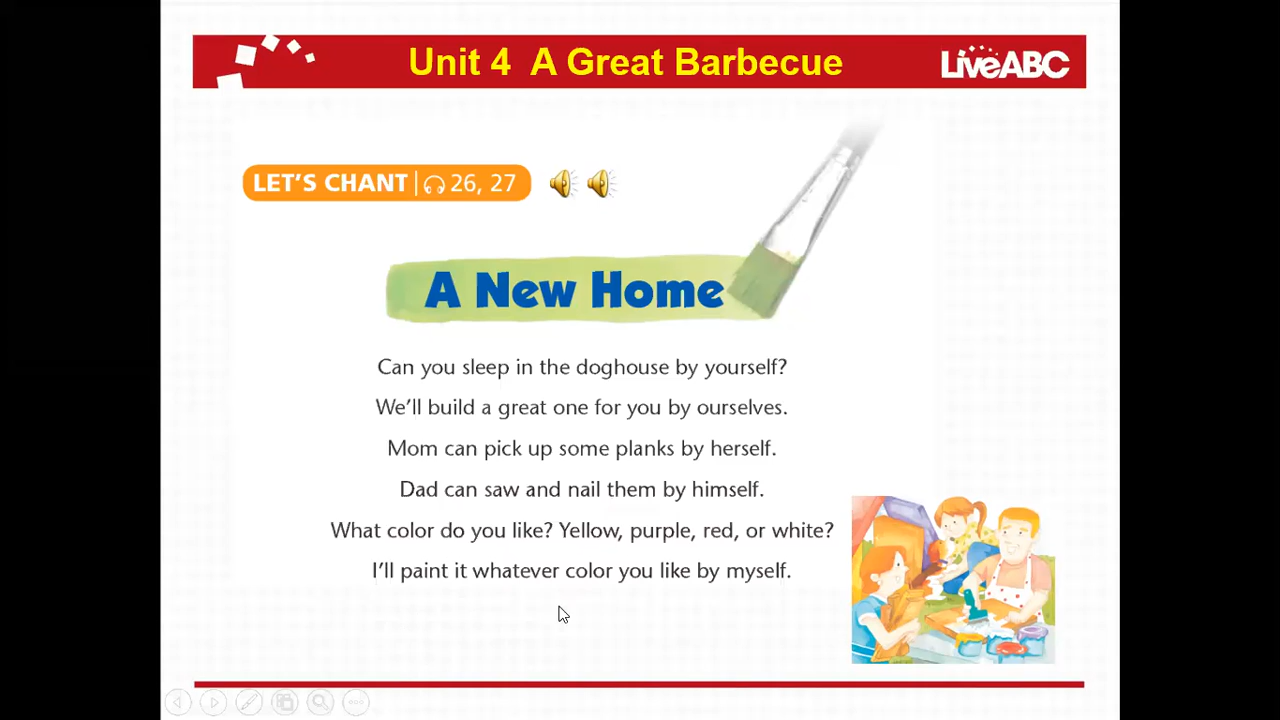 Unit 4 A Great Barbecue
LiveABC
LET'S CHANT | 26, 27
A New Home
Can you sleep in the doghouse by yourself?
We'll build a great one for you by ourselves.
Mom can pick up some planks by herself.
Dad can saw and nail them by himself.
What color do you like? Yellow, purple, red, or white?
I'll paint it whatever color you like by myself.